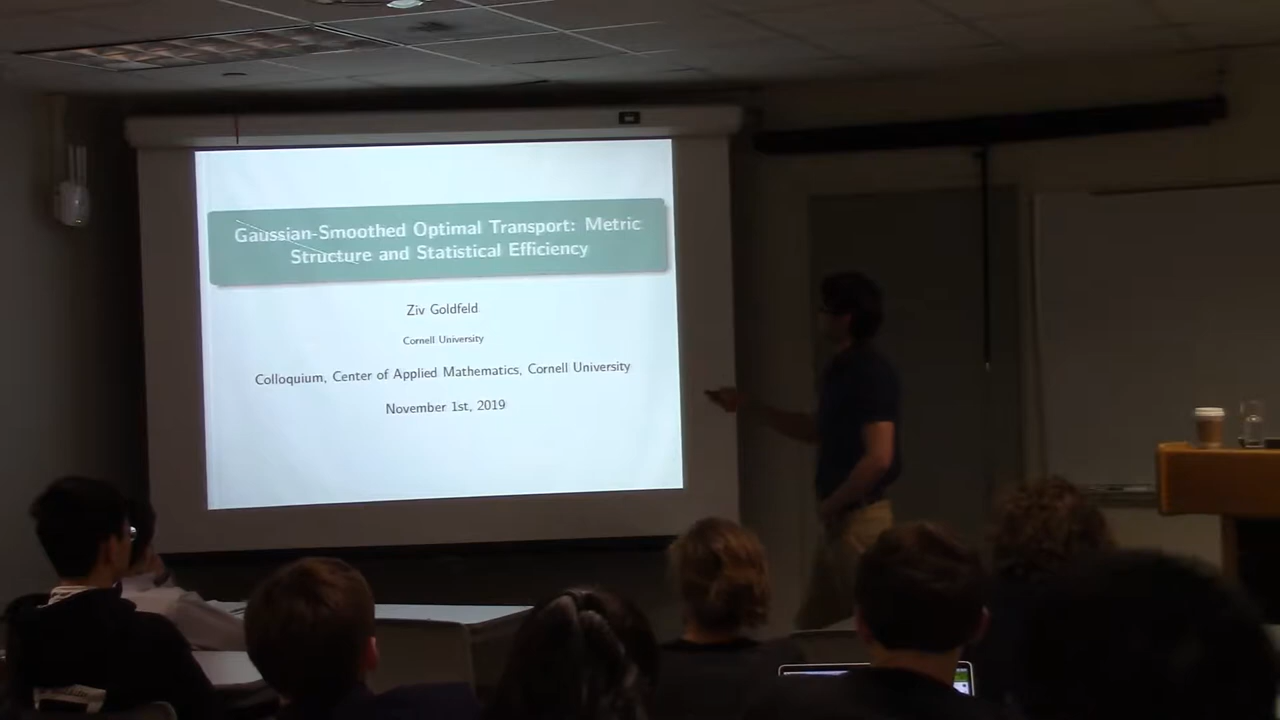 Gaussian-Smoothed Optimal Transport: Metric
Structure and Statistical Efficiency
Ziv Goldfeld
Cornell University
Colloquium, Center of Applied Mathematics, Cornell University
November 1st, 2019